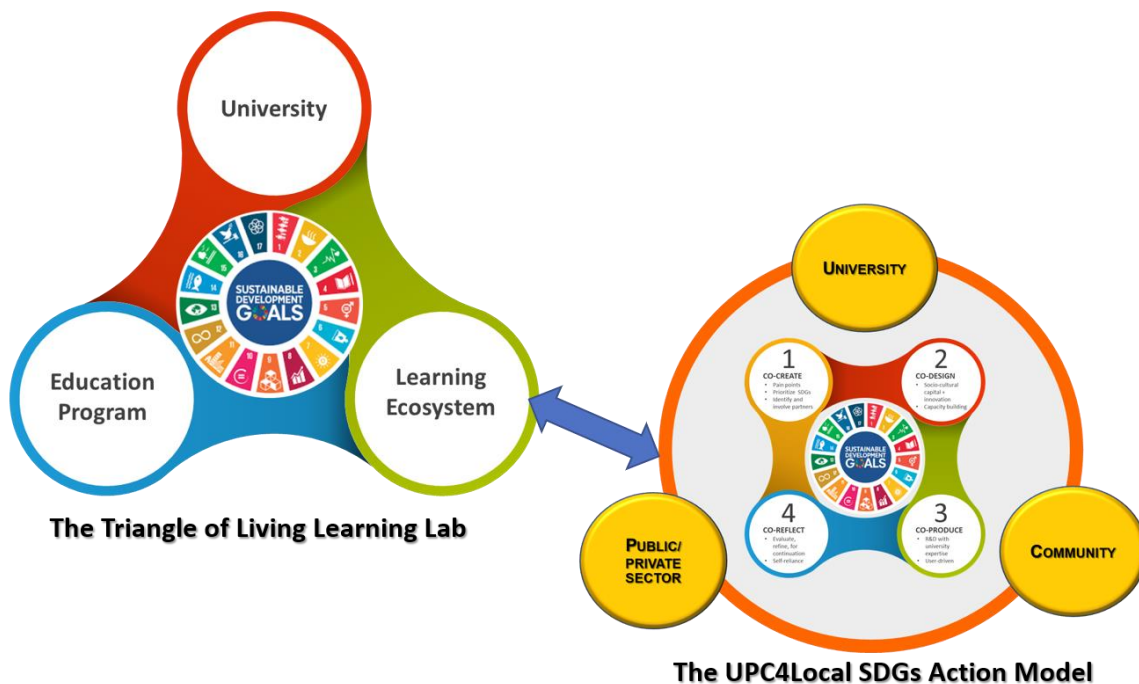 University
SUSTAINABLE
DEVELOPMENT
GOALS
Education
Program
Learning
Ecosystem
The Triangle of Living Learning Lab
UNIVERSITY
1
CO-CREATE
• Pain points
• Prioritize SDGs
• Identify and
involve partners
2
CO-DESIGN
• Socio-cultural
capital +
innovation
• Capacity building
SUSTAINABLE
DEVELOPMENT
GOALS
4
CO-REFLECT
• Evaluate,
refine, for
continuation
• Self-reliance
3
CO-PRODUCE
• R&D with
university
expertise
• User driven
PUBLIC/
PRIVATE
SECTOR
COMMUNITY
The UPC4Local SDGs Action Model